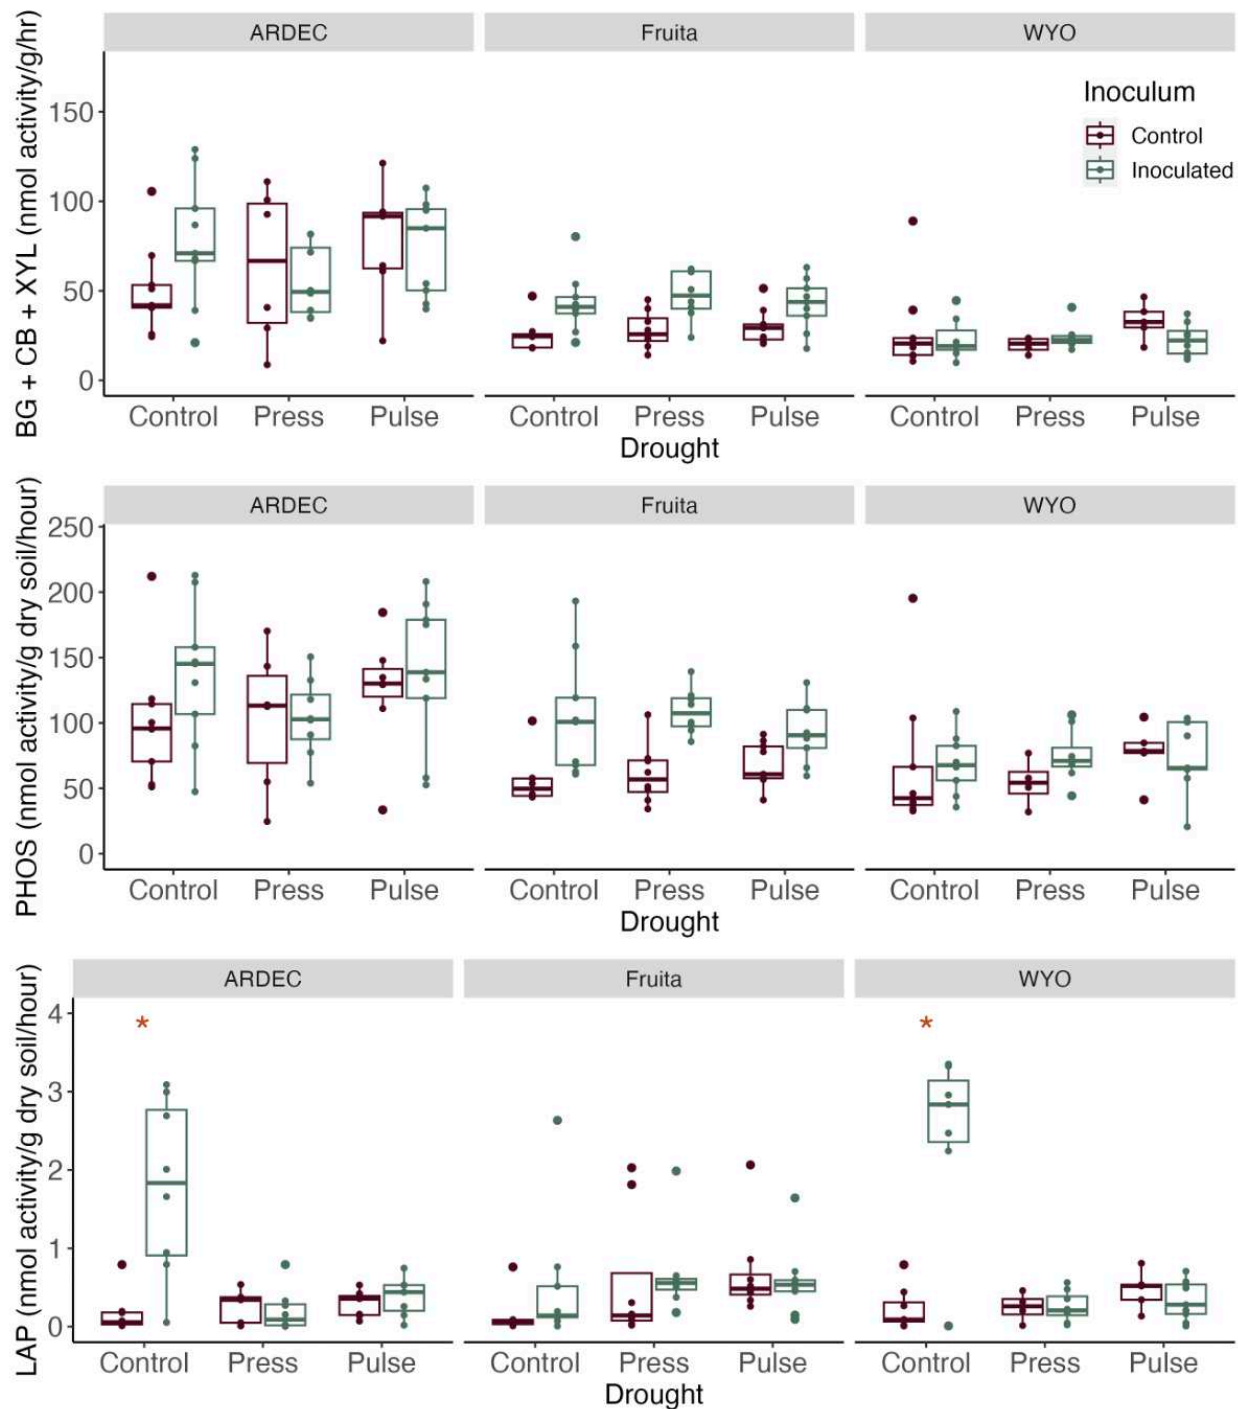 ARDEC Fruita WYO
BG + CB + XYL (nmol activity/g/hr)
150
100
50
0
Inoculum
Control
Inoculated
Control Press Pulse Control Press Pulse Control Press Pulse
Drought
ARDEC Fruita WYO
PHOS (nmol activity/g dry soil/hour)
250
200
150
100
50
0
Control Press Pulse Control Press Pulse Control Press Pulse
Drought
ARDEC Fruita WYO
LAP (nmol activity/g dry soil/hour)
4
* *
3
2
1
0
Control Press Pulse Control Press Pulse Control Press Pulse
Drought